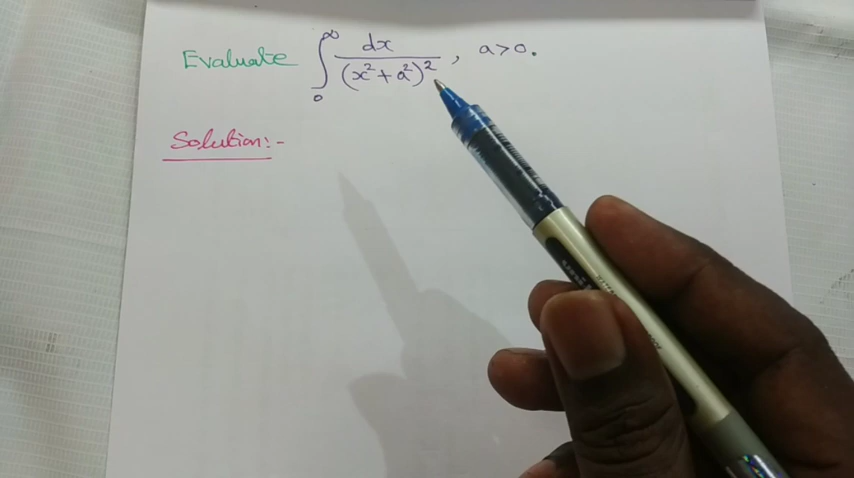 Evaluate ∫₀^∞ dx/(x²+a²)², a>0.
Solution:-